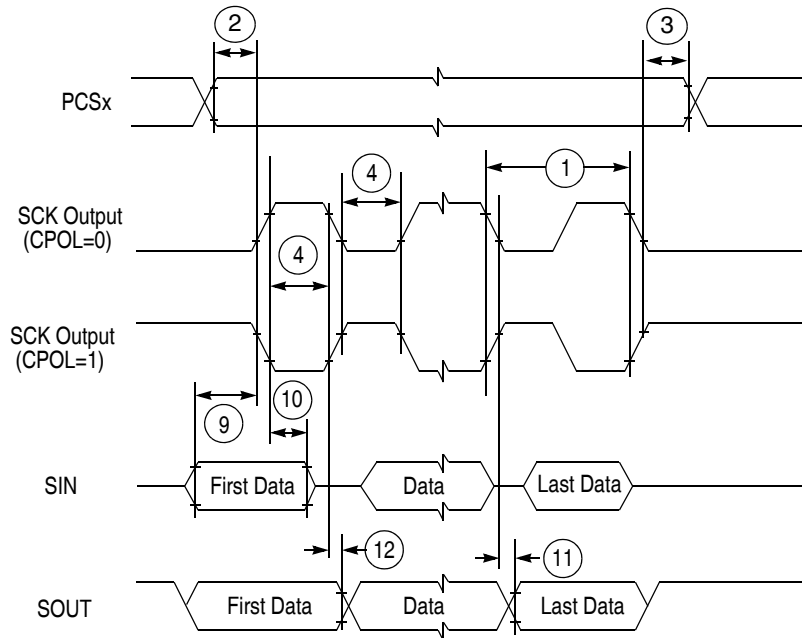 2
3
PCSx
4
1
SCK Output
(CPOL=0)
4
SCK Output
(CPOL=1)
9
10
SIN
First Data
Data
Last Data
12
11
SOUT
First Data
Data
Last Data